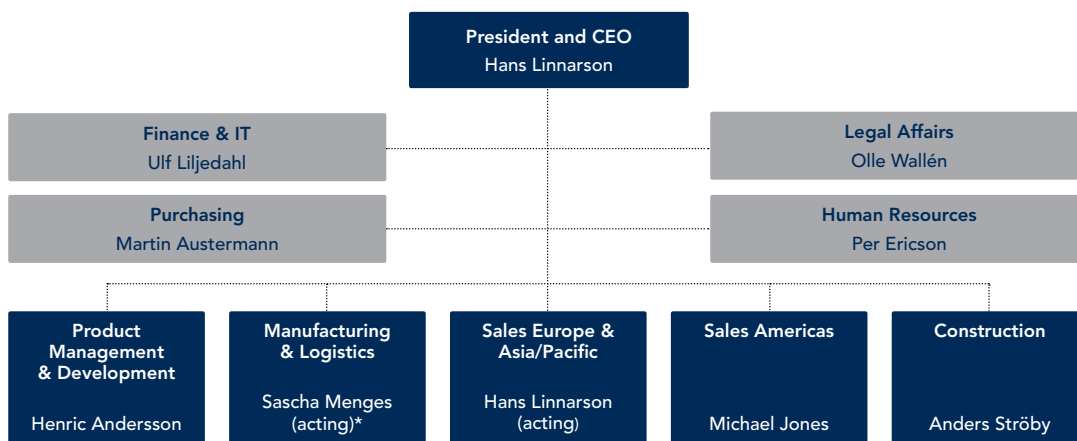 President and CEO
Hans Linnarson
Finance & IT
Ulf Liljedahl
Legal Affairs
Olle Wallén
Purchasing
Martin Austermann
Human Resources
Per Ericson
Product
Management
& Development
Henric Andersson
Manufacturing
& Logistics
Sascha Menges
(acting)*
Sales Europe &
Asia/Pacific
Hans Linnarson
(acting)
Sales Americas
Michael Jones
Construction
Anders Ströby